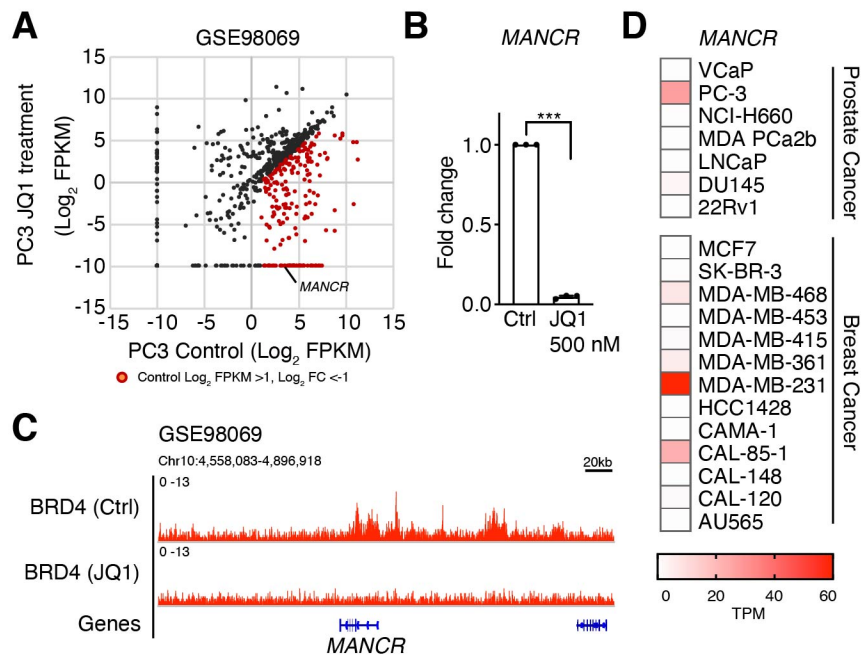 A
GSE98069
PC3 JQ1 treatment
(Log2 FPKM)
15
10
5
0
-5
-10
-15
MANCR
-15
-10
-5
0
5
10
15
PC3 Control (Log2 FPKM)
Control Log2 FPKM >1, Log2 FC <-1
B
MANCR
***
Fold change
1.0
0.5
0.0
Ctrl
JQ1
500 nM
C
GSE98069
Chr10:4,558,083-4,896,918
20kb
0 -13
BRD4 (Ctrl)
0 -13
BRD4 (JQ1)
Genes
MANCR
D
MANCR
VCaP
PC-3
NCI-H660
MDA PCa2b
LNCaP
DU145
22Rv1
Prostate Cancer
MCF7
SK-BR-3
MDA-MB-468
MDA-MB-453
MDA-MB-415
MDA-MB-361
MDA-MB-231
HCC1428
CAMA-1
CAL-85-1
CAL-148
CAL-120
AU565
Breast Cancer
0
20
40
60
TPM